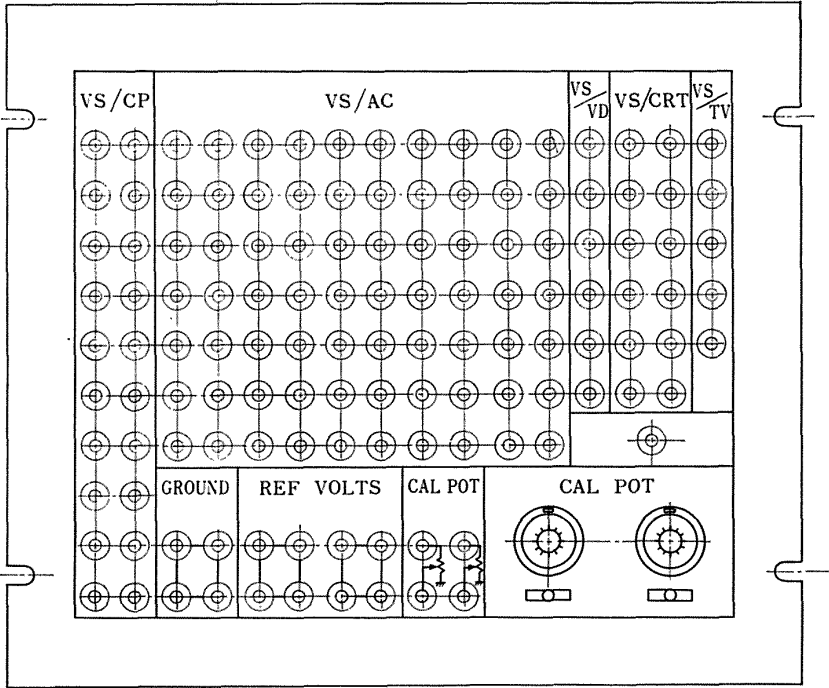 VS/CP
VS/AC
VS/VD
VS/CRT
VS/TV
GROUND
REF VOLTS
CAL POT
CAL POT